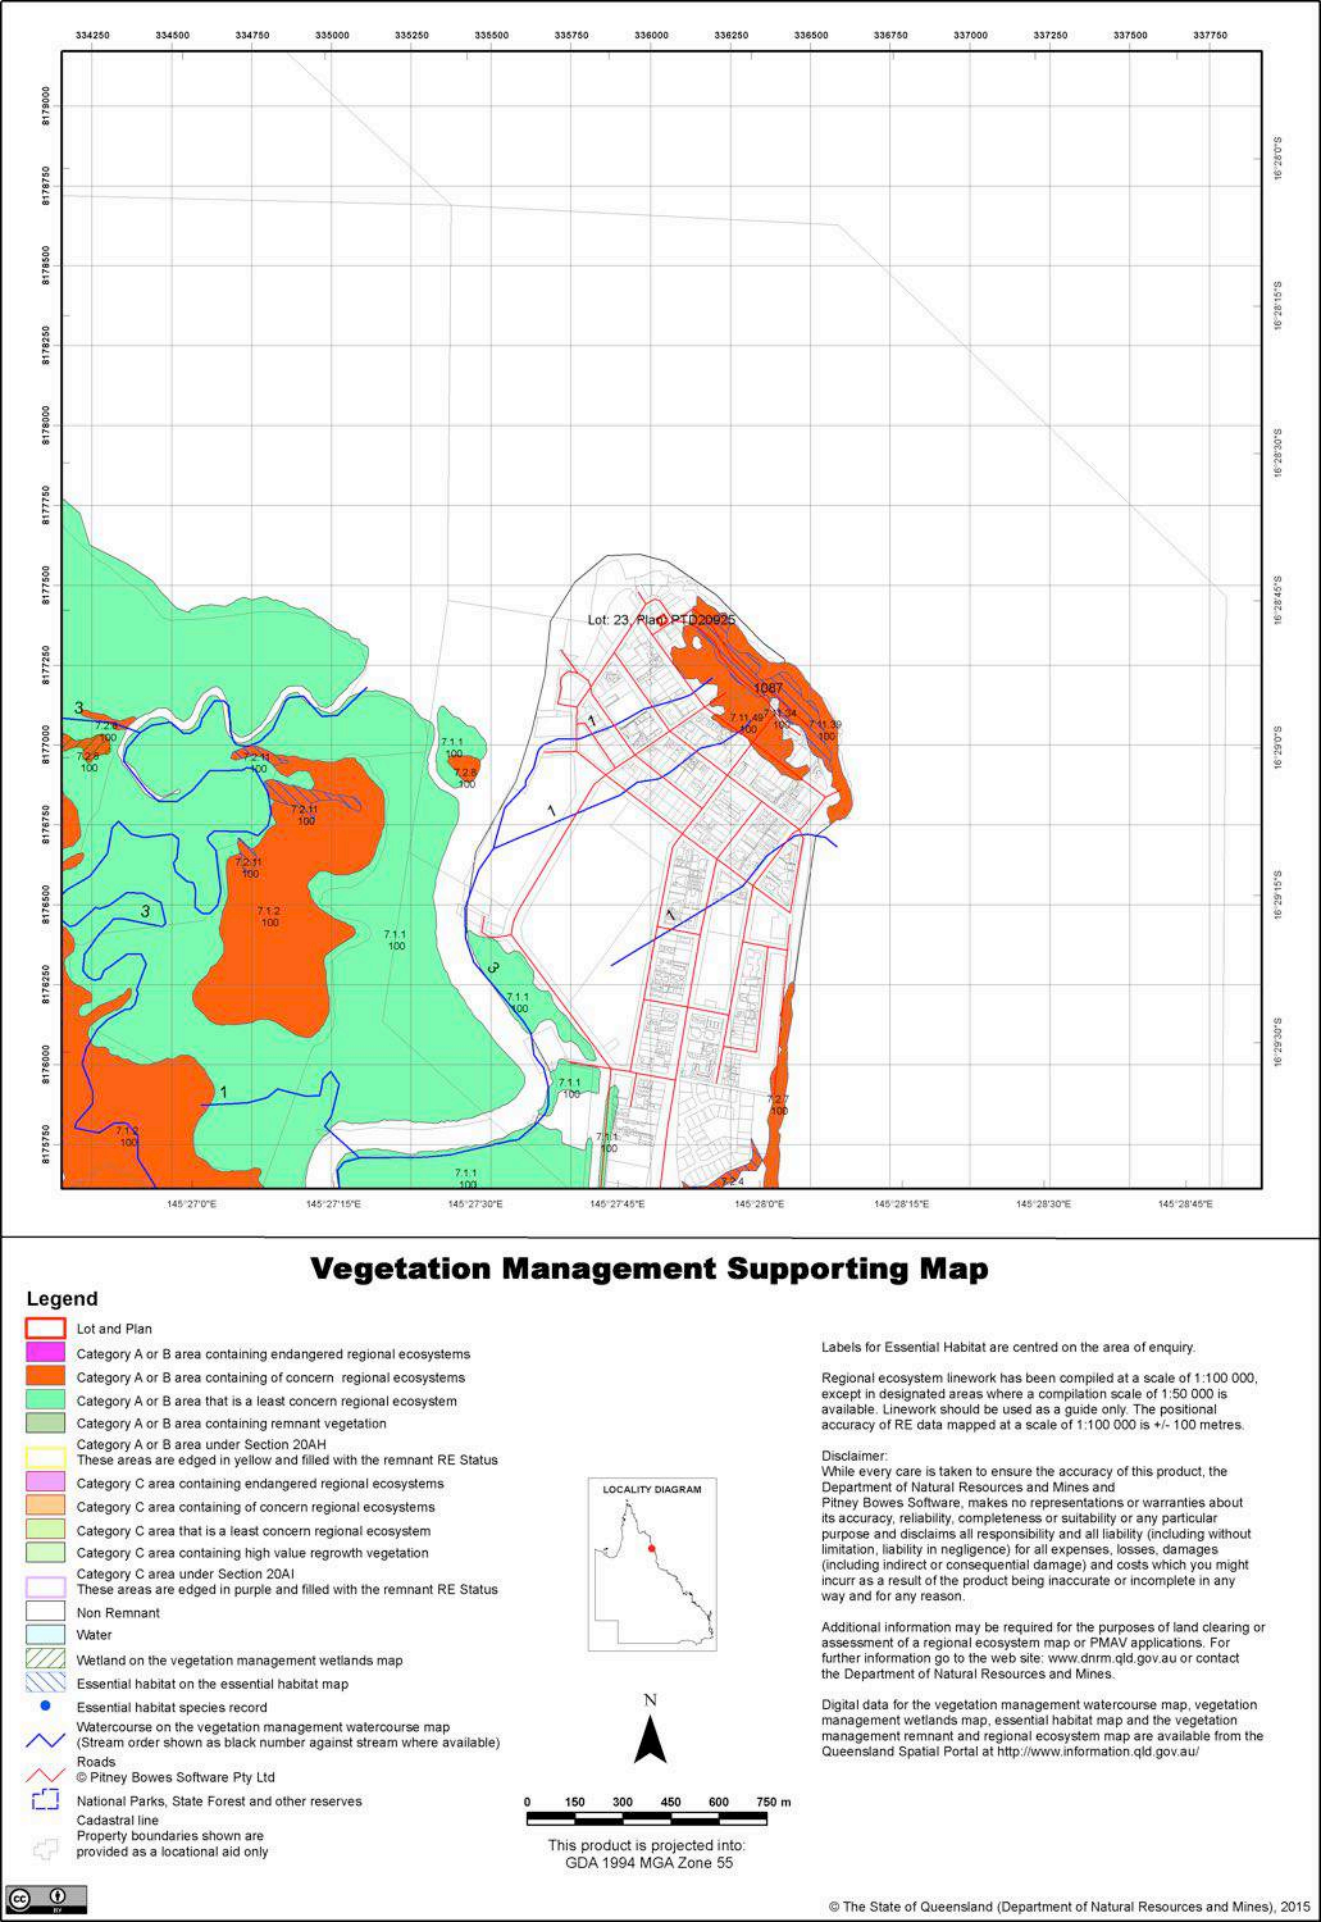 334250 334500 334750 335000 335250 335500 335750 336000 336250 336500 336750 337000 337250 337500 337750
8179000
8178750
8178500
8178250
8178000
8177750
8177500
8177250
8177000
8176750
8176500
8176250
8176000
8175750
16°28'0"S
16°28'15"S
16°28'30"S
16°28'45"S
16°29'0"S
16°29'15"S
16°29'30"S
Lot: 23, Plan: PTD20925
1087
7.11.49
100
7.11.34
100
7.11.39
100
3
100
7.2.8
100
7.2.11
100
7.2.11
100
7.2.11
100
7.1.2
100
7.1.1
100
7.1.1
100
7.2.8
100
1
1
1
3
3
7.1.1
100
7.1.1
100
7.1.1
100
7.1.1
100
7.1.2
100
1
7.2.7
100
7.2.4
145°27'0"E 145°27'15"E 145°27'30"E 145°27'45"E 145°28'0"E 145°28'15"E 145°28'30"E 145°28'45"E
Vegetation Management Supporting Map
Legend
Lot and Plan
Category A or B area containing endangered regional ecosystems
Category A or B area containing of concern regional ecosystems
Category A or B area that is a least concern regional ecosystem
Category A or B area containing remnant vegetation
Category A or B area under Section 20AH
These areas are edged in yellow and filled with the remnant RE Status
Category C area containing endangered regional ecosystems
Category C area containing of concern regional ecosystems
Category C area that is a least concern regional ecosystem
Category C area containing high value regrowth vegetation
Category C area under Section 20AI
These areas are edged in purple and filled with the remnant RE Status
Non Remnant
Water
Wetland on the vegetation management wetlands map
Essential habitat on the essential habitat map
Essential habitat species record
Watercourse on the vegetation management watercourse map
(Stream order shown as black number against stream where available)
Roads
© Pitney Bowes Software Pty Ltd
National Parks, State Forest and other reserves
Cadastral line
Property boundaries shown are
provided as a locational aid only
LOCALITY DIAGRAM
N
0 150 300 450 600 750 m
This product is projected into:
GDA 1994 MGA Zone 55
Labels for Essential Habitat are centred on the area of enquiry.
Regional ecosystem linework has been compiled at a scale of 1:100 000,
except in designated areas where a compilation scale of 1:50 000 is
available. Linework should be used as a guide only. The positional
accuracy of RE data mapped at a scale of 1:100 000 is +/- 100 metres.
Disclaimer:
While every care is taken to ensure the accuracy of this product, the
Department of Natural Resources and Mines and
Pitney Bowes Software, makes no representations or warranties about
its accuracy, reliability, completeness or suitability or any particular
purpose and disclaims all responsibility and all liability (including without
limitation, liability in negligence) for all expenses, losses, damages
(including indirect or consequential damage) and costs which you might
incurr as a result of the product being inaccurate or incomplete in any
way and for any reason.
Additional information may be required for the purposes of land clearing or
assessment of a regional ecosystem map or PMAV applications. For
further information go to the web site: www.dnrm.qld.gov.au or contact
the Department of Natural Resources and Mines.
Digital data for the vegetation management watercourse map, vegetation
management wetlands map, essential habitat map and the vegetation
management remnant and regional ecosystem map are available from the
Queensland Spatial Portal at http://www.information.qld.gov.au/
cc
BY
© The State of Queensland (Department of Natural Resources and Mines), 2015